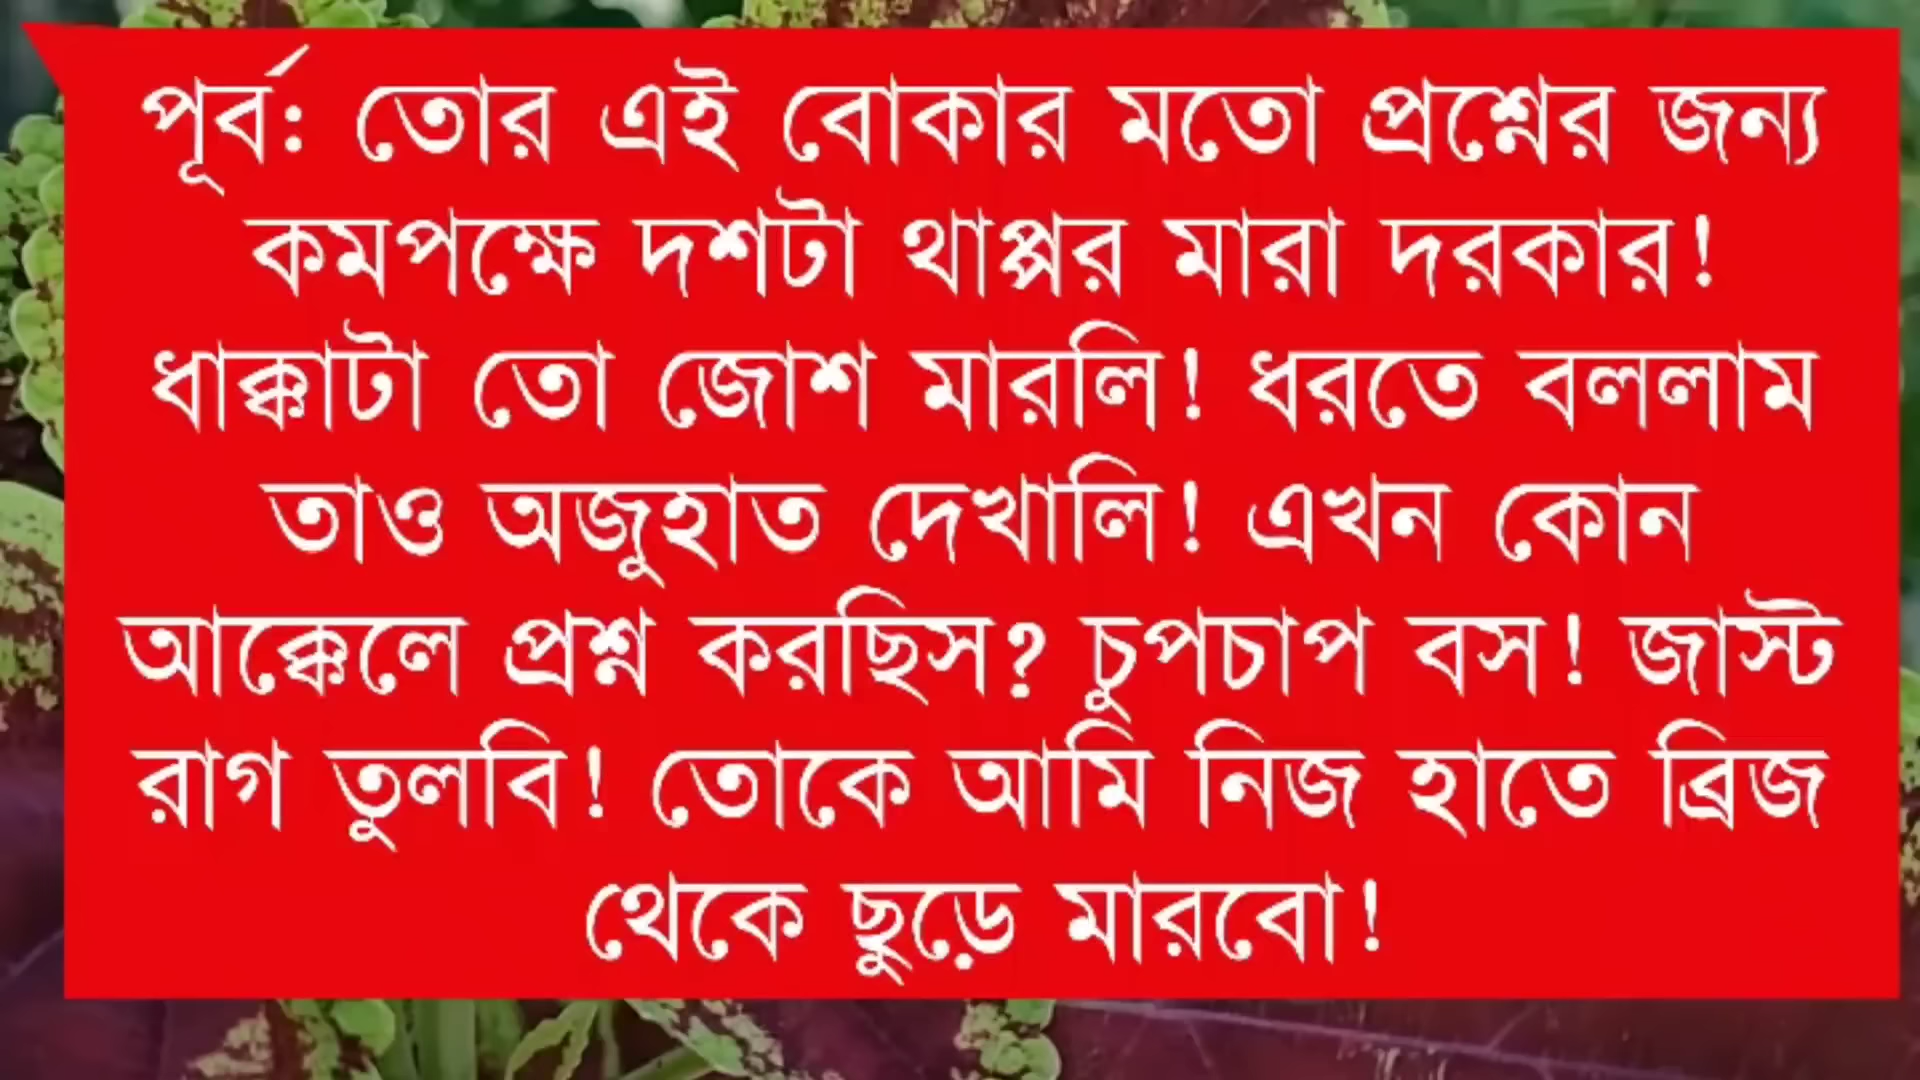 পূর্ব: তোর এই বোকার মতো প্রশ্নের জন্য
কমপক্ষে দশটা থাপ্পর মারা দরকার!
ধাক্কাটা তো জোশ মারলি! ধরতে বললাম
তাও অজুহাত দেখালি! এখন কোন
আক্কেলে প্রশ্ন করছিস? চুপচাপ বস! জাস্ট
রাগ তুলবি! তোকে আমি নিজ হাতে ব্রিজ
থেকে ছুড়ে মারবো!